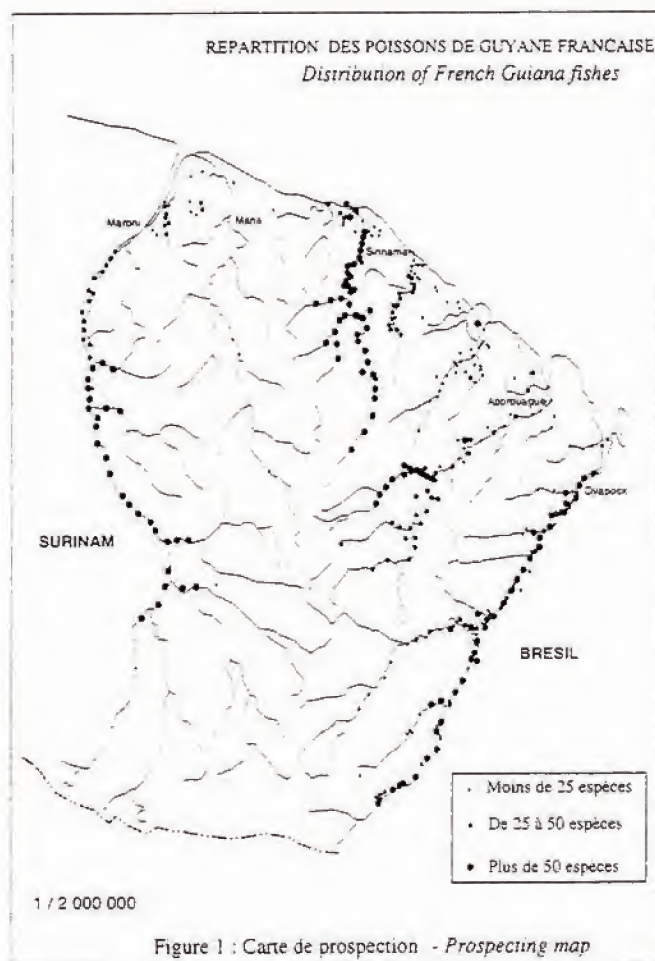 REPARTITION DES POISSONS DE GUYANE FRANCAISE
Distribution of French Guiana fishes
Maroni
Mana
Sinnamary
Approuague
Oyapock
SURINAM
BRESIL
. Moins de 25 espèces
• De 25 à 50 espèces
● Plus de 50 espèces
1 / 2 000 000
Figure 1 : Carte de prospection - Prospecting map